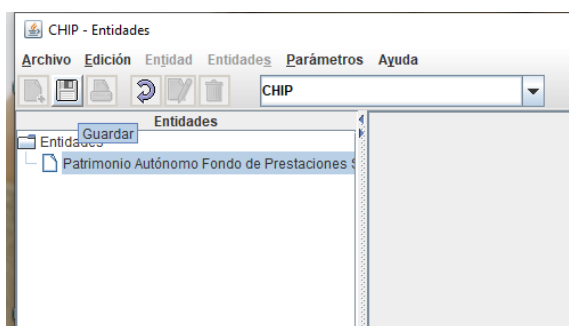 CHIP - Entidades
Archivo Edición Entidad Entidades Parámetros Ayuda
CHIP
Entidades
Guardar
Entidades
Patrimonio Autónomo Fondo de Prestaciones S